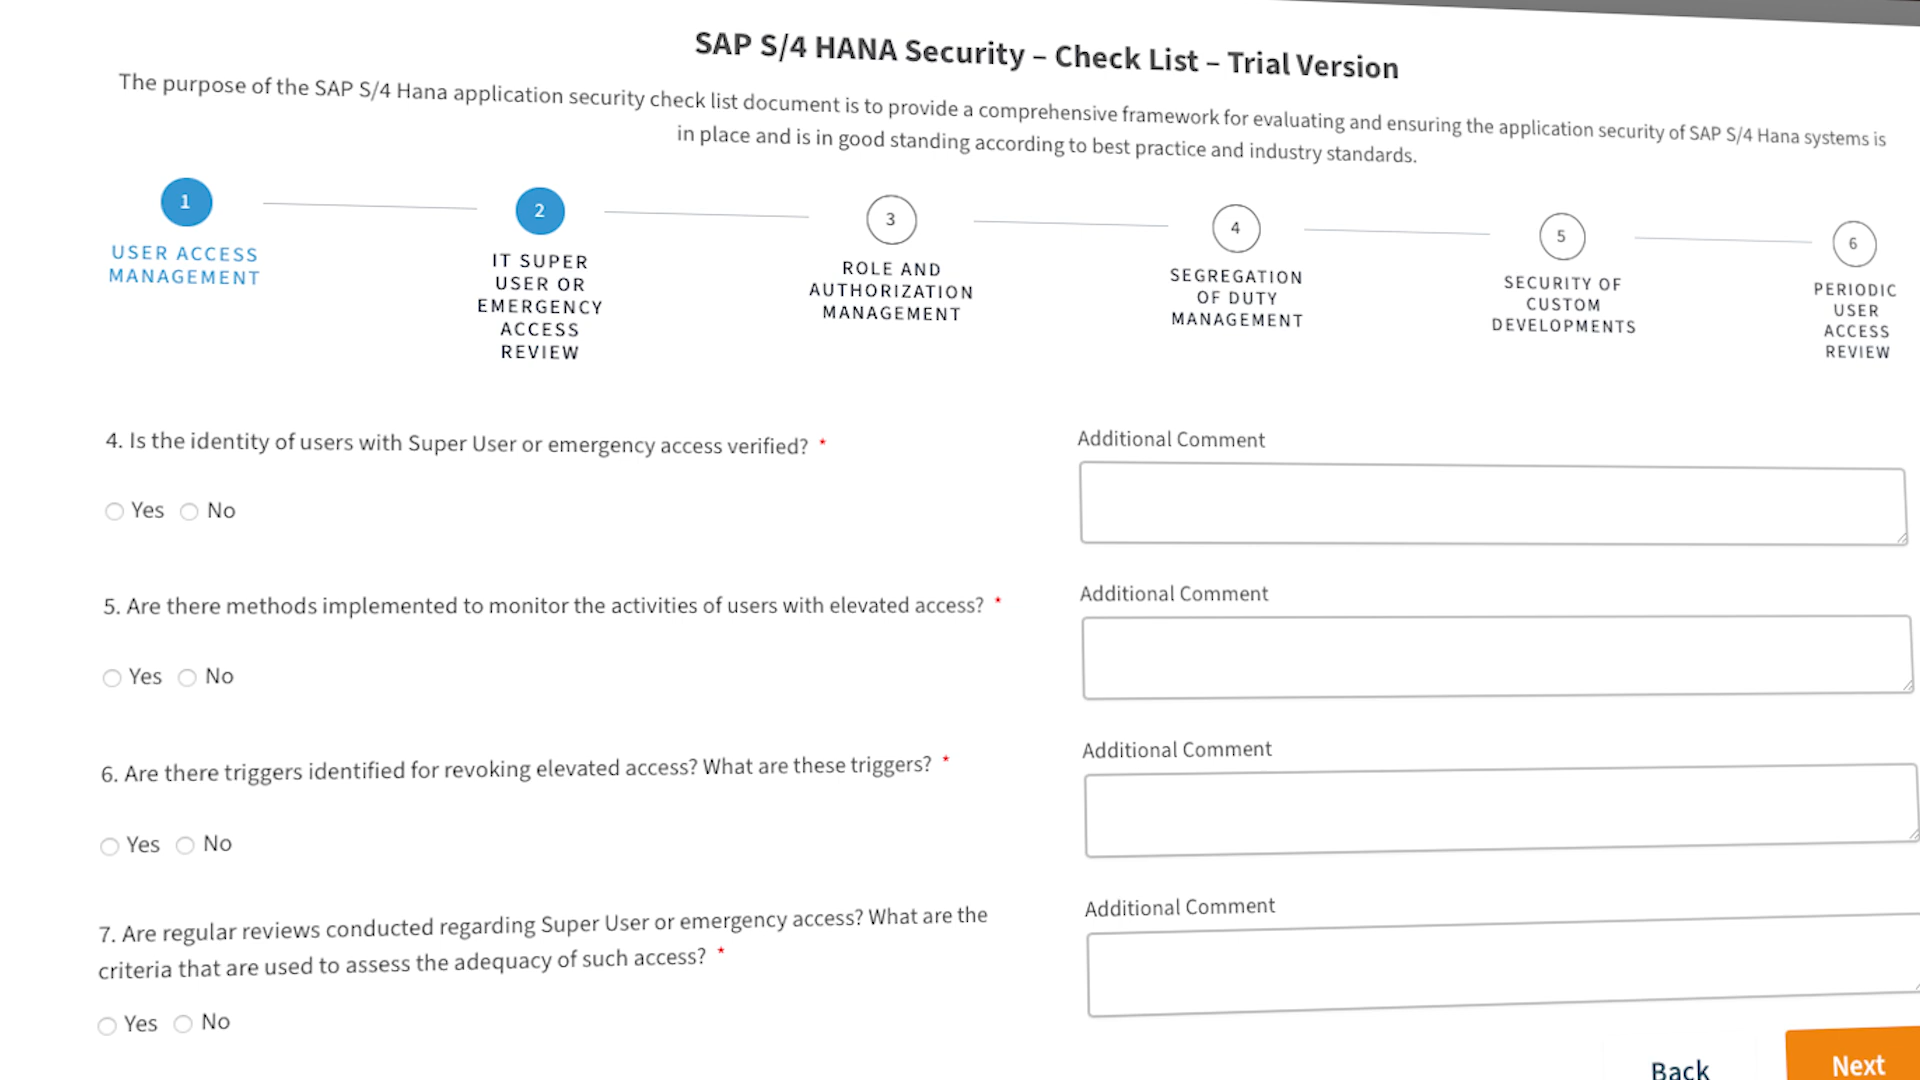 SAP S/4 HANA Security – Check List – Trial Version
The purpose of the SAP S/4 Hana application security check list document is to provide a comprehensive framework for evaluating and ensuring the application security of SAP S/4 Hana systems is
in place and is in good standing according to best practice and industry standards.
1
USER ACCESS
MANAGEMENT
2
IT SUPER
USER OR
EMERGENCY
ACCESS
REVIEW
3
ROLE AND
AUTHORIZATION
MANAGEMENT
4
SEGREGATION
OF DUTY
MANAGEMENT
5
SECURITY OF
CUSTOM
DEVELOPMENTS
6
PERIODIC
USER
ACCESS
REVIEW
4. Is the identity of users with Super User or emergency access verified? *
Yes No
Additional Comment
5. Are there methods implemented to monitor the activities of users with elevated access? *
Yes No
Additional Comment
6. Are there triggers identified for revoking elevated access? What are these triggers? *
Yes No
Additional Comment
7. Are regular reviews conducted regarding Super User or emergency access? What are the
criteria that are used to assess the adequacy of such access? *
Yes No
Additional Comment
Back
Next